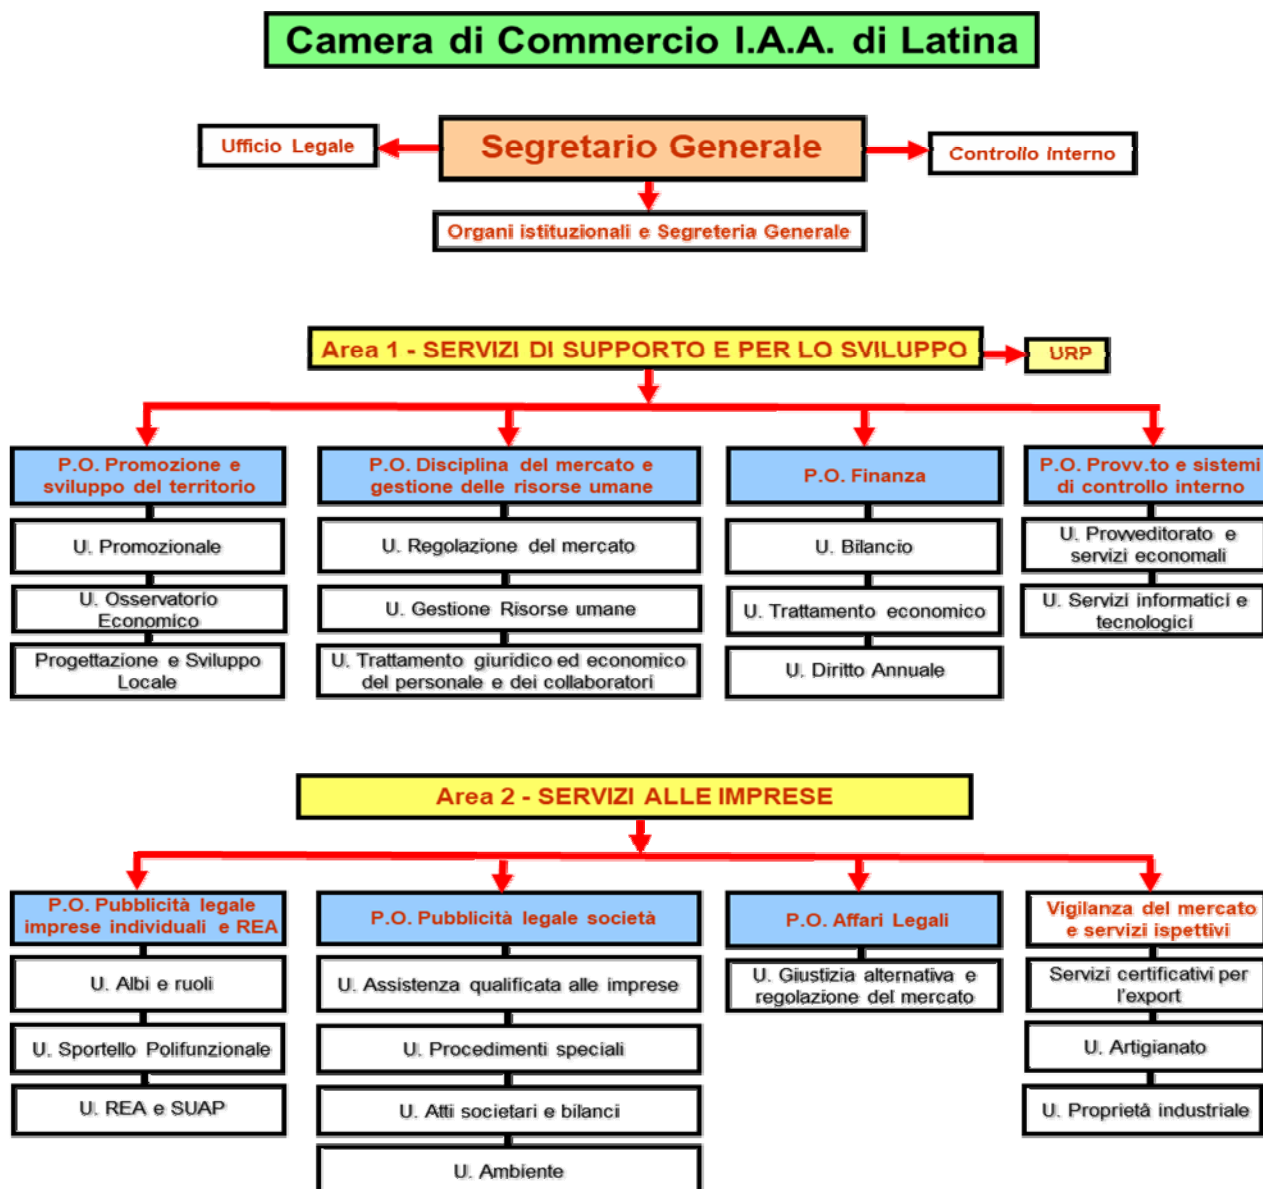 Camera di Commercio I.A.A. di Latina
Ufficio Legale
Segretario Generale
Controllo interno
Organi istituzionali e Segreteria Generale
Area 1 - SERVIZI DI SUPPORTO E PER LO SVILUPPO
URP
P.O. Promozione e
sviluppo del territorio
U. Promozionale
U. Osservatorio
Economico
Progettazione e Sviluppo
Locale
P.O. Disciplina del mercato e
gestione delle risorse umane
U. Regolazione del mercato
U. Gestione Risorse umane
U. Trattamento giuridico ed economico
del personale e dei collaboratori
P.O. Finanza
U. Bilancio
U. Trattamento economico
U. Diritto Annuale
P.O. Provv.to e sistemi
di controllo interno
U. Provveditorato e
servizi economali
U. Servizi informatici e
tecnologici
Area 2 - SERVIZI ALLE IMPRESE
P.O. Pubblicità legale
imprese individuali e REA
U. Albi e ruoli
U. Sportello Polifunzionale
U. REA e SUAP
P.O. Pubblicità legale società
U. Assistenza qualificata alle imprese
U. Procedimenti speciali
U. Atti societari e bilanci
U. Ambiente
P.O. Affari Legali
U. Giustizia alternativa e
regolazione del mercato
Vigilanza del mercato
e servizi ispettivi
Servizi certificativi per
l'export
U. Artigianato
U. Proprietà industriale